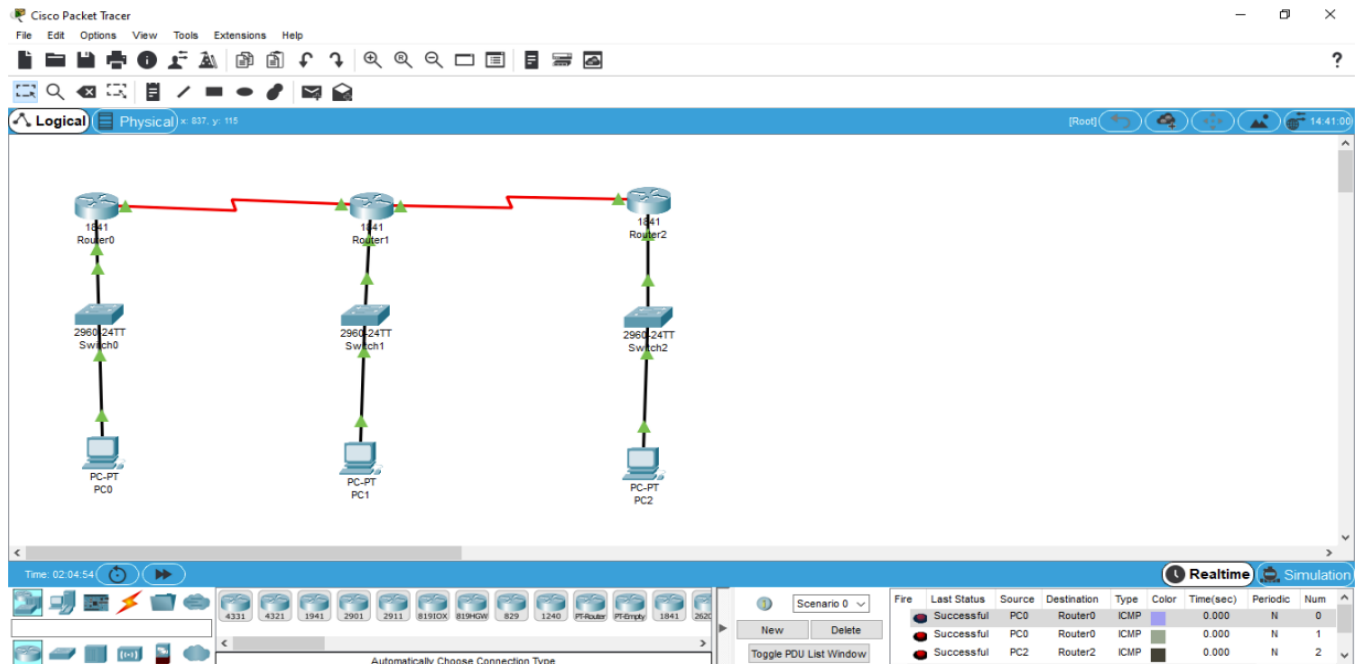 Cisco Packet Tracer
File Edit Options View Tools Extensions Help
?
Logical Physical x: 837, y: 115 [Root] 14:41:00
1841
Router0
1841
Router1
1841
Router2
2960-24TT
Switch0
2960-24TT
Switch1
2960-24TT
Switch2
PC-PT
PC0
PC-PT
PC1
PC-PT
PC2
Time: 02:04:54 Realtime Simulation
4331 4321 1941 2901 2911 819IOX 819HGW 829 1240 PT-Router PT-Empty 1841 262
Automatically Choose Connection Type
Scenario 0
New Delete
Toggle PDU List Window
Fire Last Status Source Destination Type Color Time(sec) Periodic Num
Successful PC0 Router0 ICMP 0.000 N 0
Successful PC0 Router1 ICMP 0.000 N 1
Successful PC2 Router2 ICMP 0.000 N 2